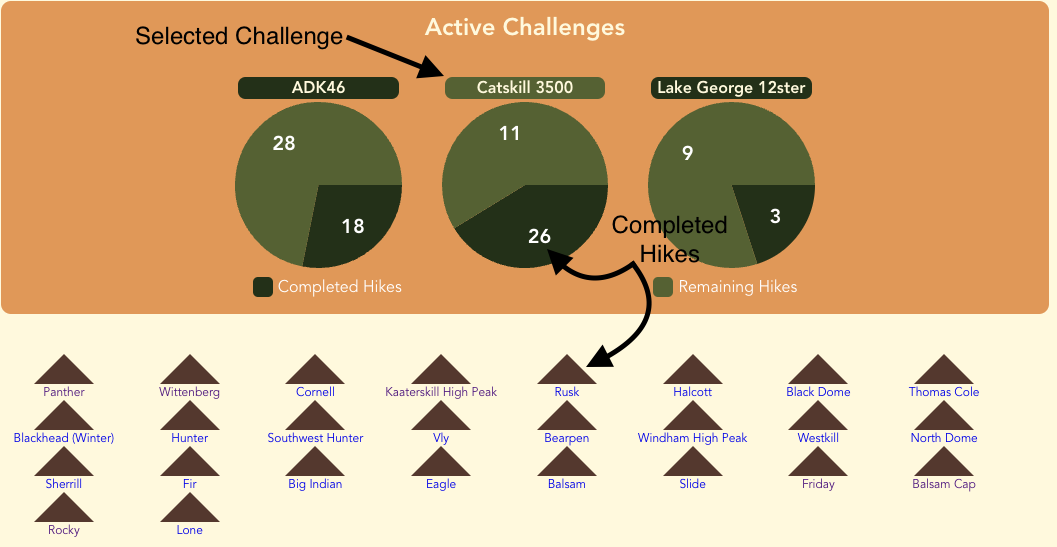 Active Challenges
Selected Challenge
ADK46
Catskill 3500
Lake George 12ster
28
18
11
26
9
3
Completed
Hikes
Completed Hikes
Remaining Hikes
Panther
Wittenberg
Cornell
Kaaterskill High Peak
Rusk
Halcott
Black Dome
Thomas Cole
Blackhead (Winter)
Hunter
Southwest Hunter
Vly
Bearpen
Windham High Peak
Westkill
North Dome
Sherrill
Fir
Big Indian
Eagle
Balsam
Slide
Friday
Balsam Cap
Rocky
Lone